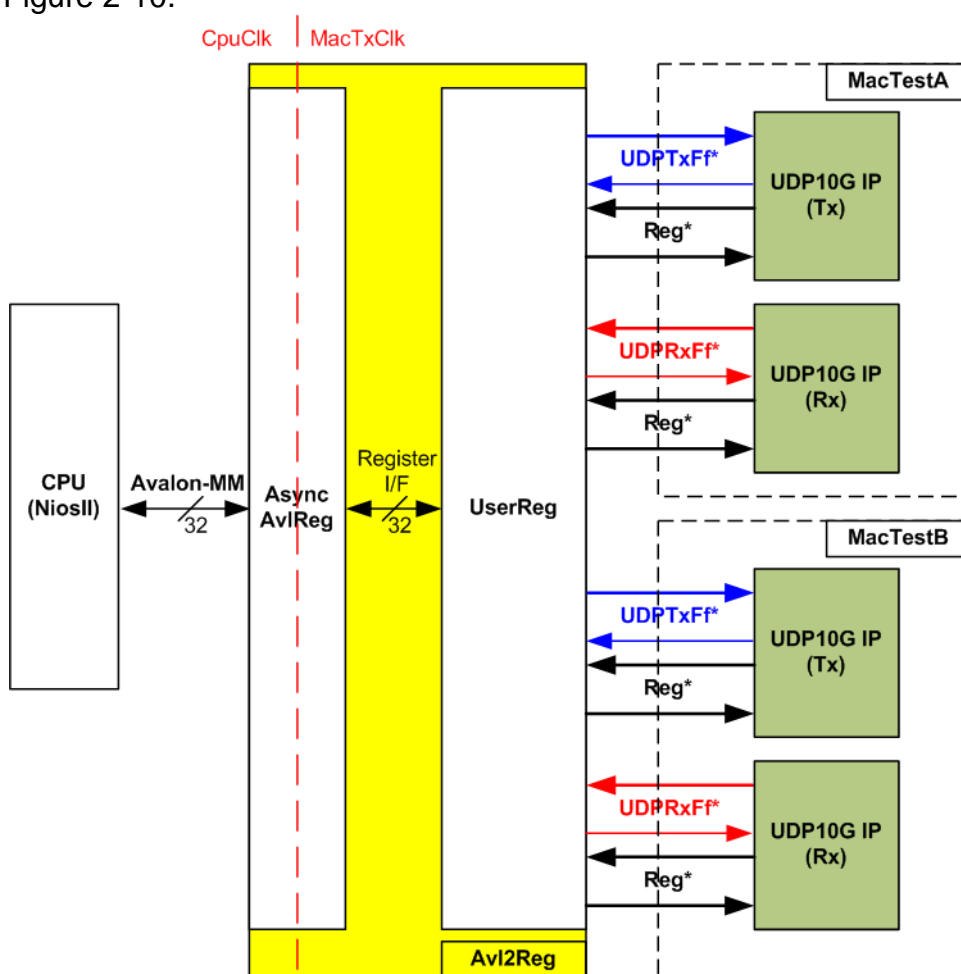 Figure 2-10.
CpuClk
MacTxClk
MacTestA
UDPTxFf*
UDP10G IP
(Tx)
Reg*
UDPRxFf*
UDP10G IP
(Rx)
Reg*
CPU
(NiosII)
Avalon-MM
32
Async
AvlReg
Register
I/F
32
UserReg
MacTestB
UDPTxFf*
UDP10G IP
(Tx)
Reg*
UDPRxFf*
UDP10G IP
(Rx)
Reg*
Avl2Reg